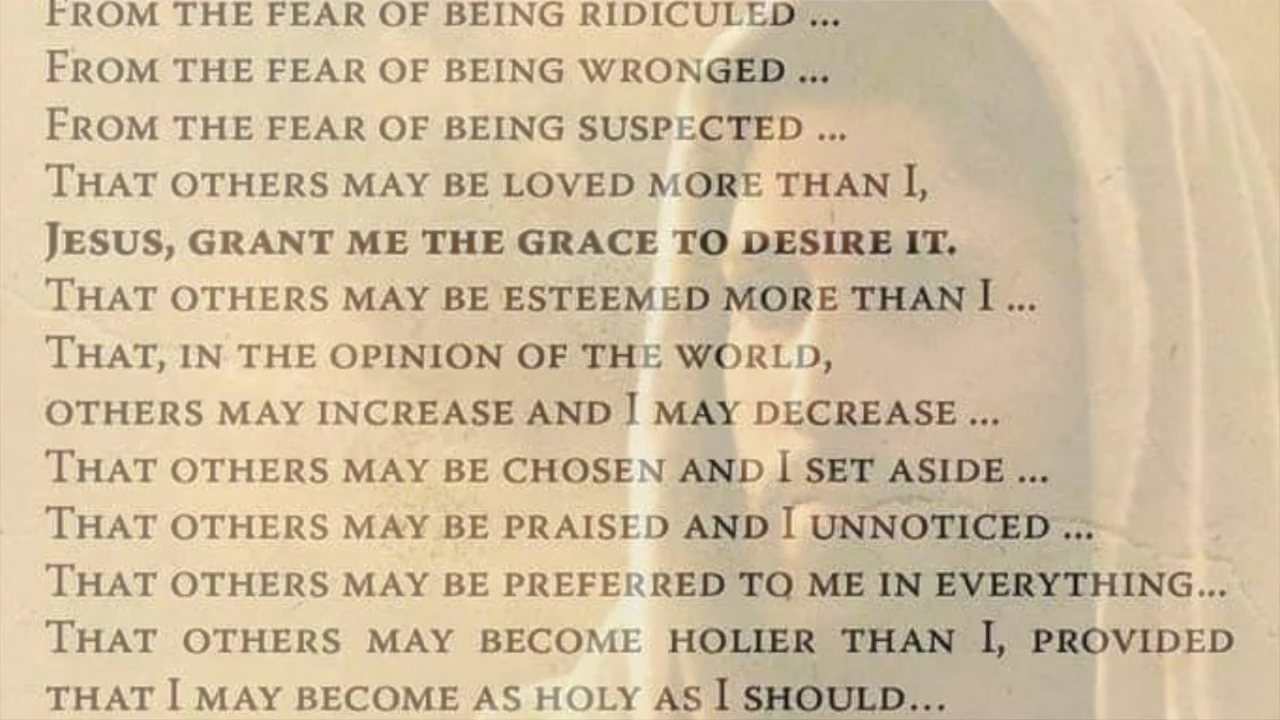 From the fear of being ridiculed ...
From the fear of being wronged ...
From the fear of being suspected ...
That others may be loved more than I,
Jesus, grant me the grace to desire it.
That others may be esteemed more than I ...
That, in the opinion of the world,
others may increase and I may decrease ...
That others may be chosen and I set aside ...
That others may be praised and I unnoticed ...
That others may be preferred to me in everything...
That others may become holier than I, provided
that I may become as holy as I should...